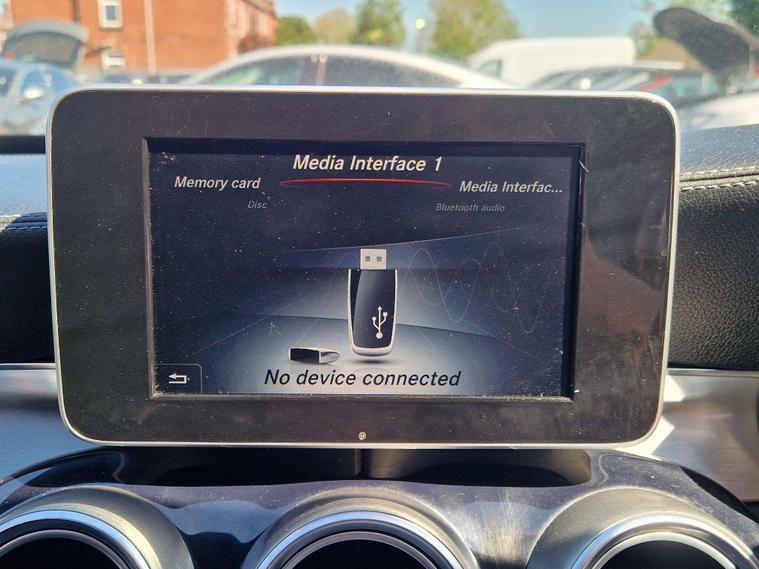 Media Interface 1
Memory card
Media Interfac...
Disc
Bluetooth audio
No device connected